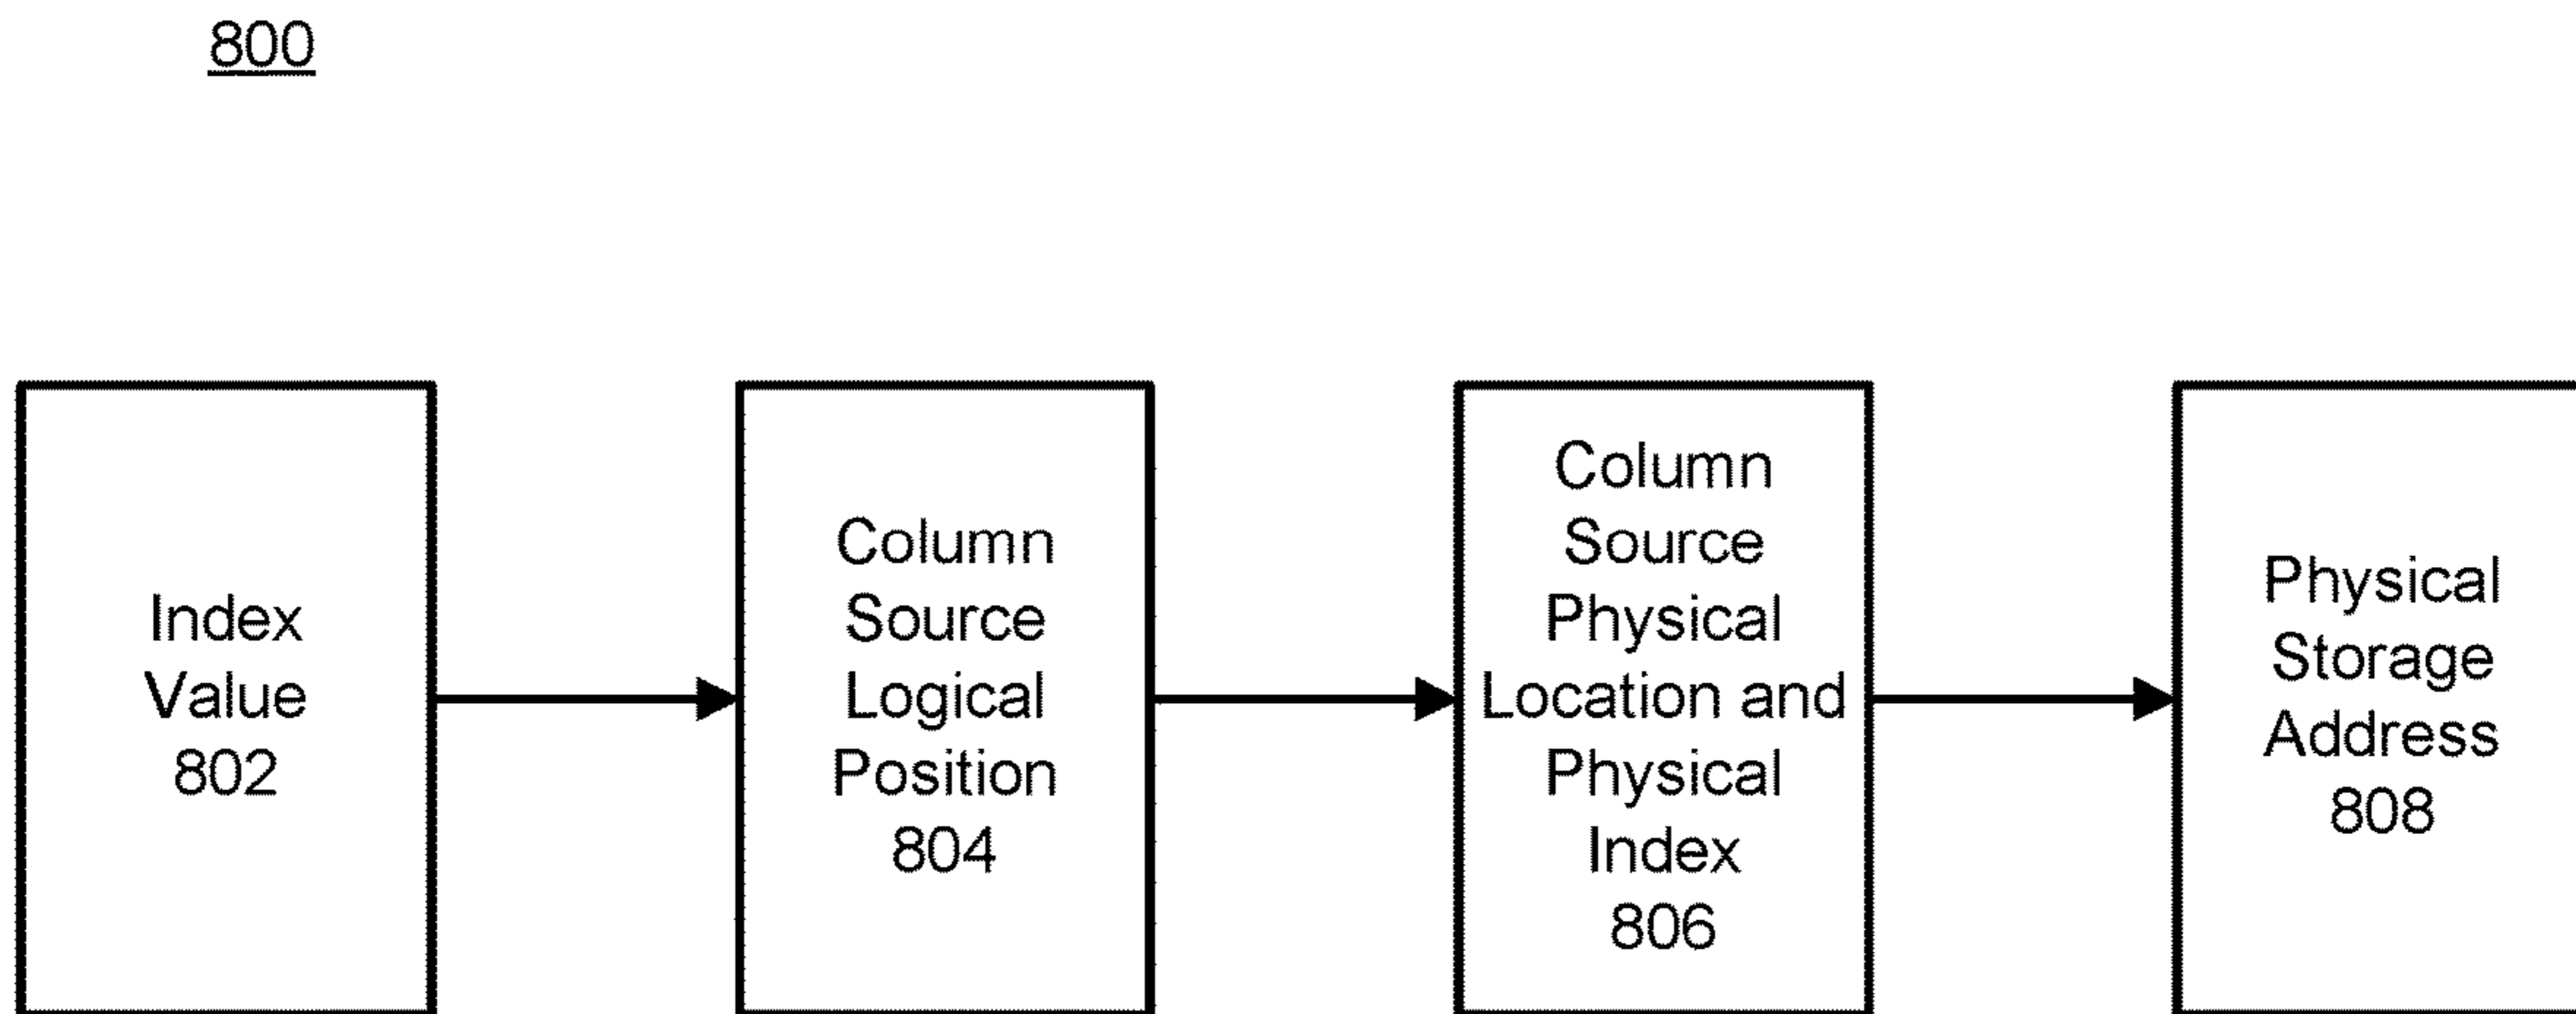 800
Index
Value
802
Column
Source
Logical
Position
804
Column
Source
Physical
Location and
Physical
Index
806
Physical
Storage
Address
808